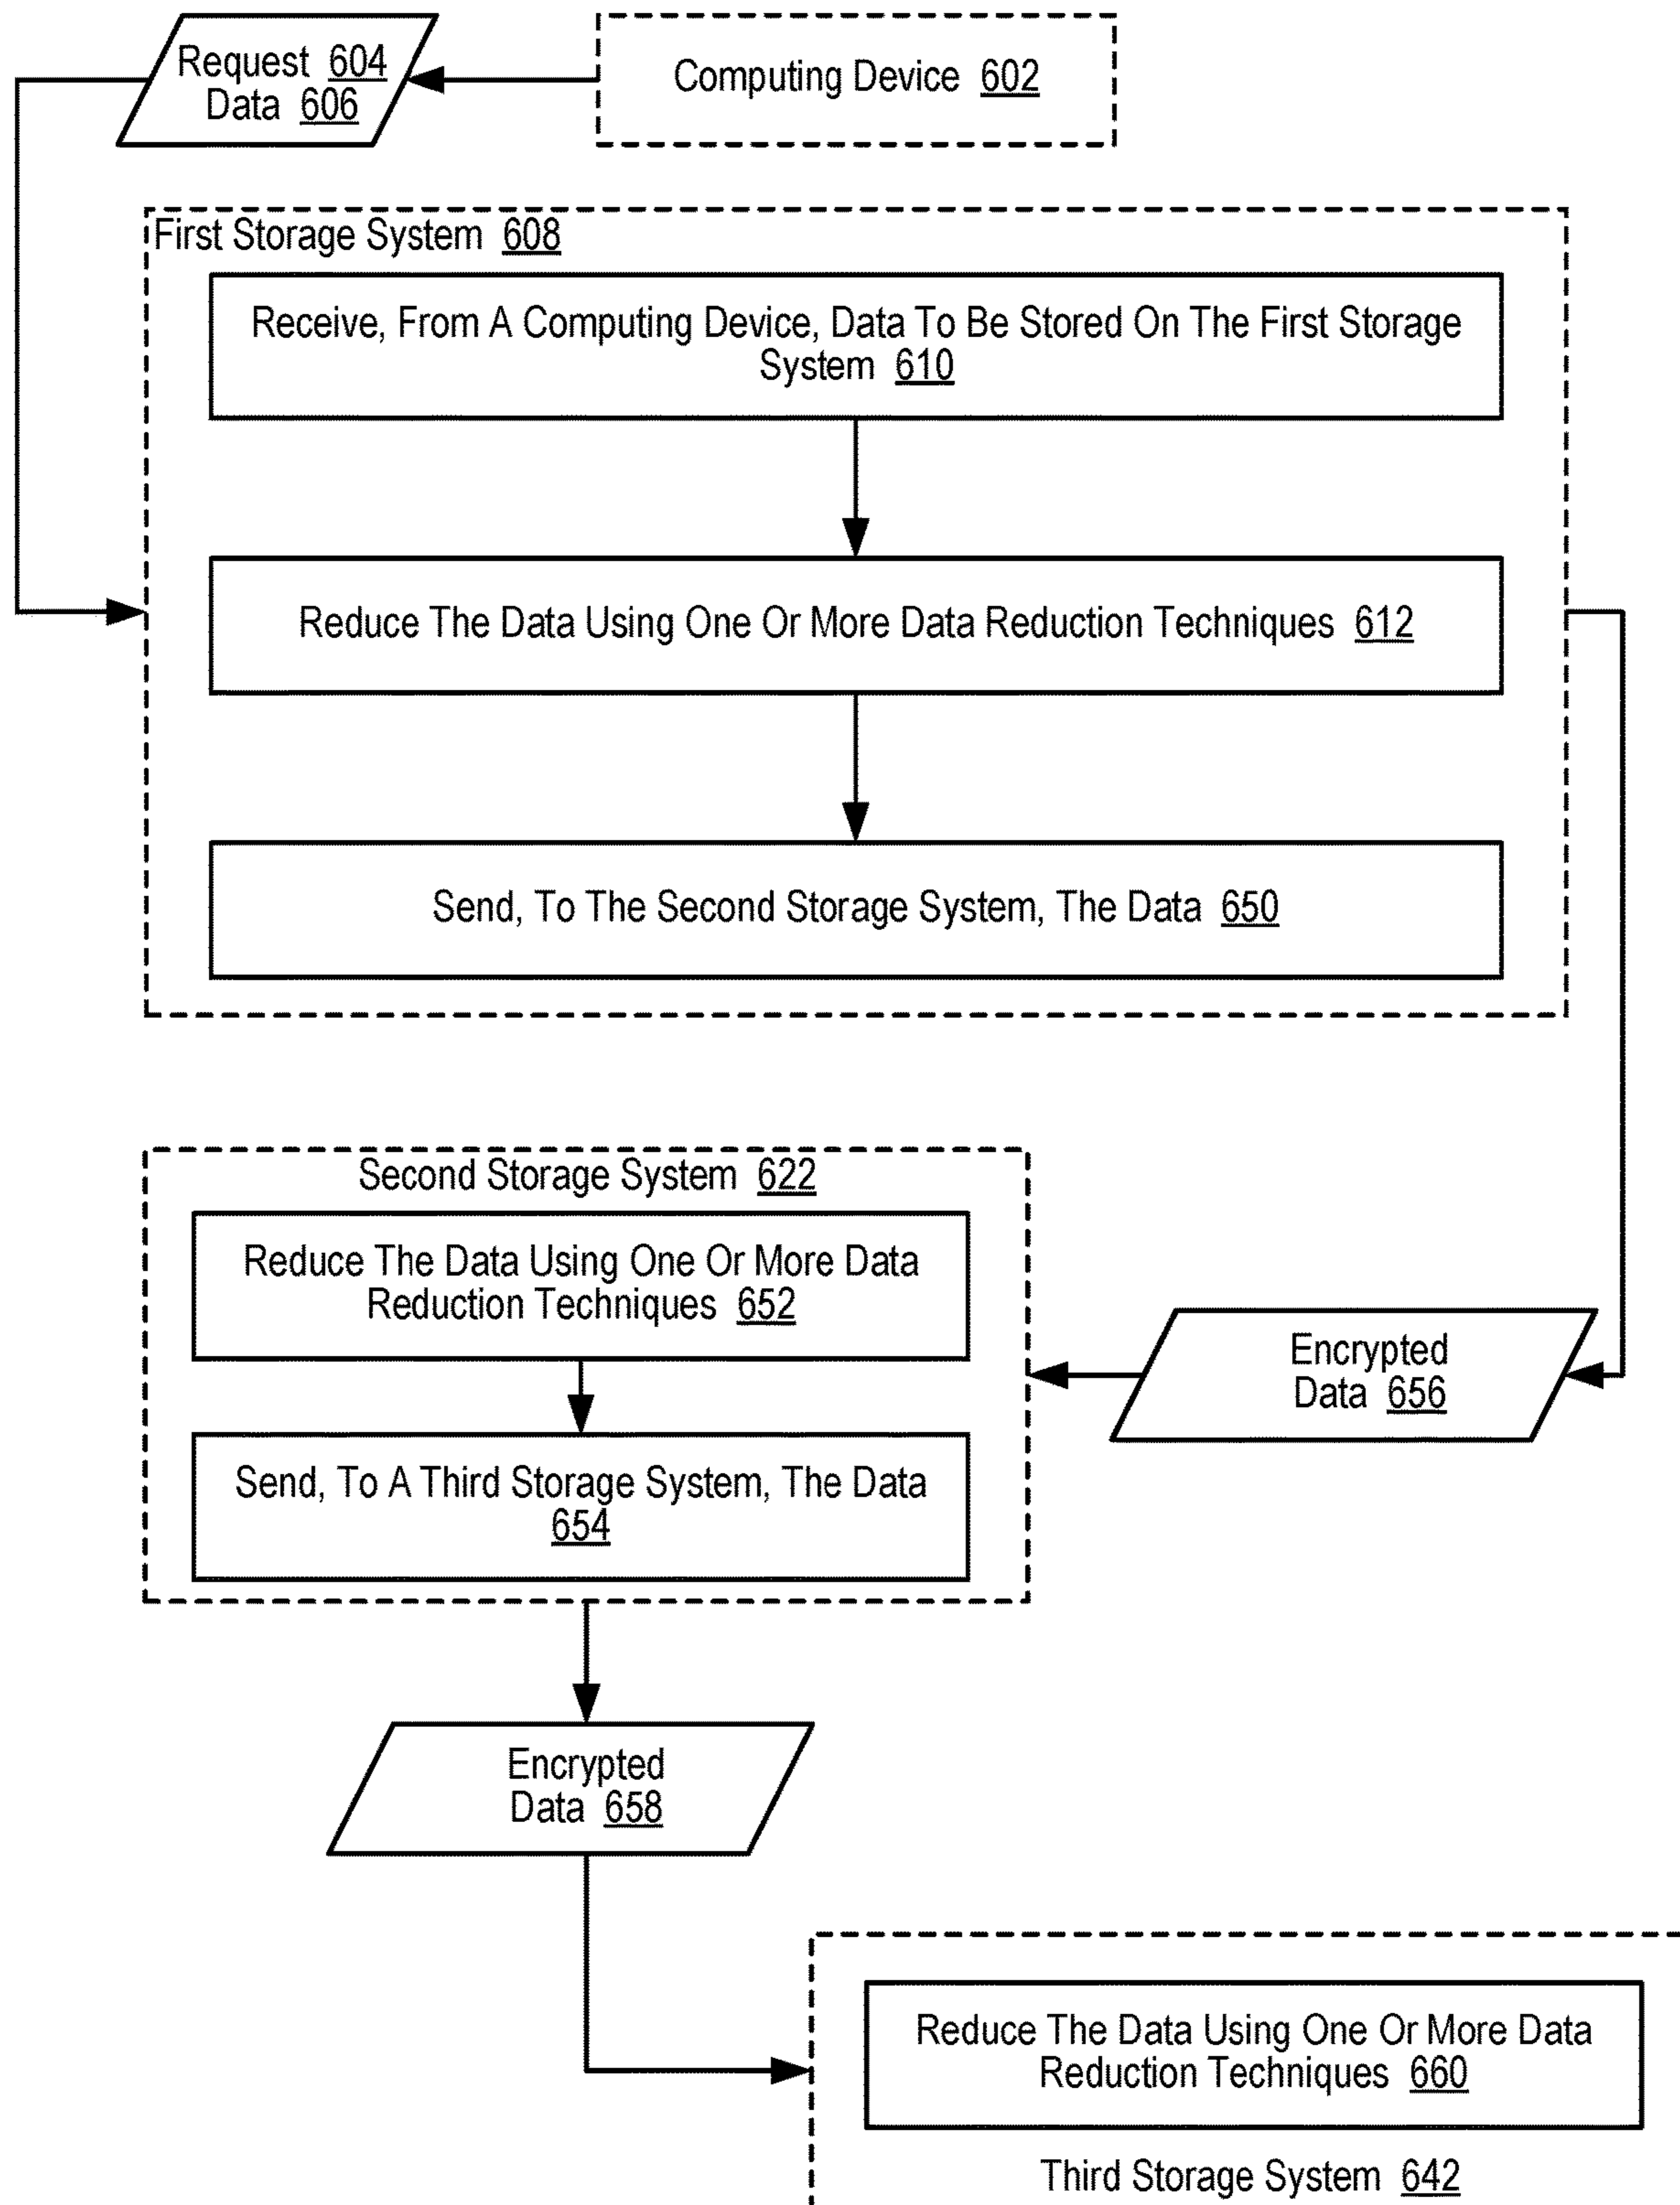 Request 604
Data 606
Computing Device 602
First Storage System 608
Receive, From A Computing Device, Data To Be Stored On The First Storage
System 610
Reduce The Data Using One Or More Data Reduction Techniques 612
Send, To The Second Storage System, The Data 650
Second Storage System 622
Reduce The Data Using One Or More Data
Reduction Techniques 652
Send, To A Third Storage System, The Data
654
Encrypted
Data 656
Encrypted
Data 658
Reduce The Data Using One Or More Data
Reduction Techniques 660
Third Storage System 642